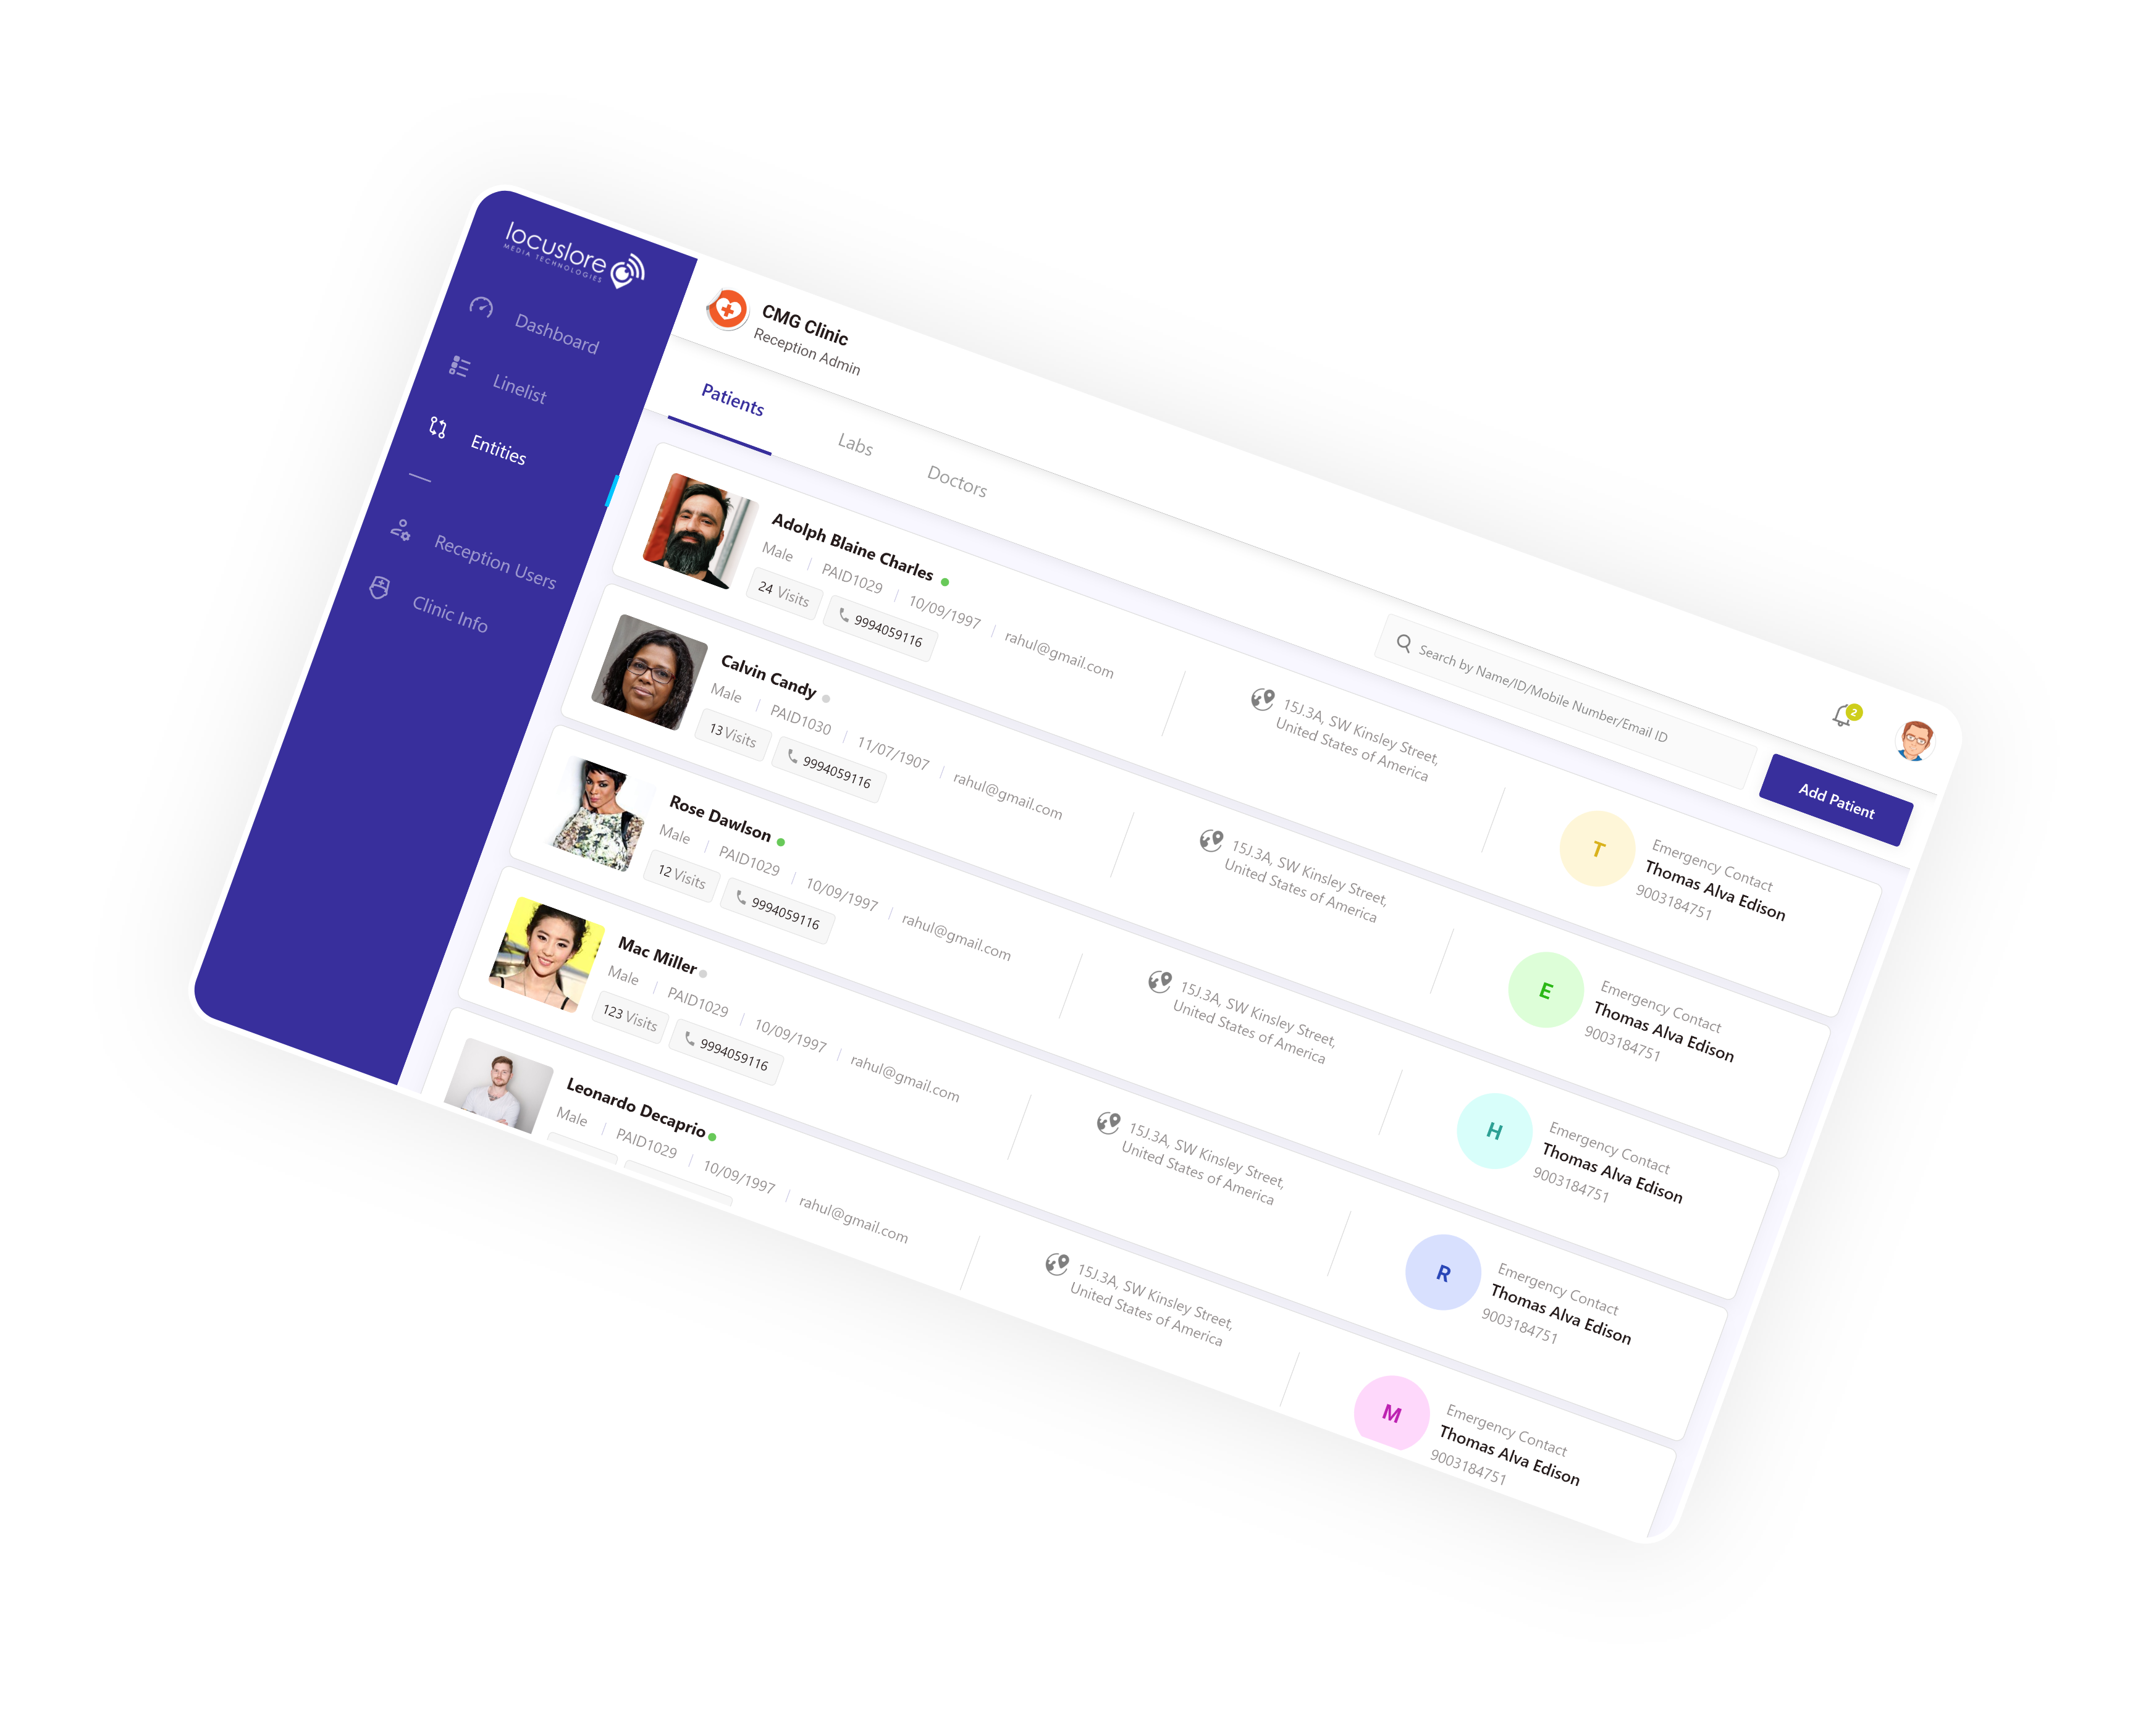 locuslore
MEDIA TECHNOLOGIES
Dashboard
Linelist
Entities
Reception Users
Clinic Info
CMG Clinic
Reception Admin
2
Patients
Labs
Doctors
Search by Name/ID/Mobile Number/Email ID
Add Patient
Adolph Blaine Charles
Male | PAID1029 | 10/09/1997 | rahul@gmail.com
24 Visits
9994059116
15J.3A, SW Kinsley Street,
United States of America
T
Emergency Contact
Thomas Alva Edison
9003184751
Calvin Candy
Male | PAID1030 | 11/07/1907 | rahul@gmail.com
13 Visits
9994059116
15J.3A, SW Kinsley Street,
United States of America
E
Emergency Contact
Thomas Alva Edison
9003184751
Rose Dawlson
Male | PAID1029 | 10/09/1997 | rahul@gmail.com
12 Visits
9994059116
15J.3A, SW Kinsley Street,
United States of America
H
Emergency Contact
Thomas Alva Edison
9003184751
Mac Miller
Male | PAID1029 | 10/09/1997 | rahul@gmail.com
123 Visits
9994059116
15J.3A, SW Kinsley Street,
United States of America
R
Emergency Contact
Thomas Alva Edison
9003184751
Leonardo Decaprio
Male | PAID1029 | 10/09/1997 | rahul@gmail.com
15J.3A, SW Kinsley Street,
United States of America
M
Emergency Contact
Thomas Alva Edison
9003184751